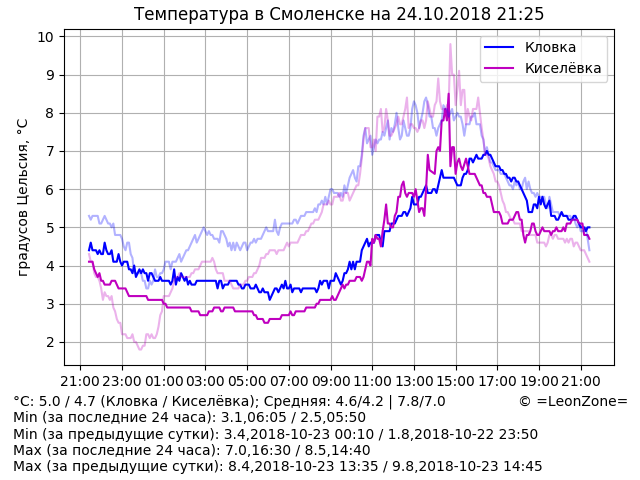 Температура в Смоленске на 24.10.2018 21:25
Кловка
Киселёвка
градусов Цельсия, °C
10
9
8
7
6
5
4
3
2
21:00 23:00 01:00 03:00 05:00 07:00 09:00 11:00 13:00 15:00 17:00 19:00 21:00
°C: 5.0 / 4.7 (Кловка / Киселёвка); Средняя: 4.6/4.2 | 7.8/7.0 © =LeonZone=
Min (за последние 24 часа): 3.1,06:05 / 2.5,05:50
Min (за предыдущие сутки): 3.4,2018-10-23 00:10 / 1.8,2018-10-22 23:50
Max (за последние 24 часа): 7.0,16:30 / 8.5,14:40
Max (за предыдущие сутки): 8.4,2018-10-23 13:35 / 9.8,2018-10-23 14:45